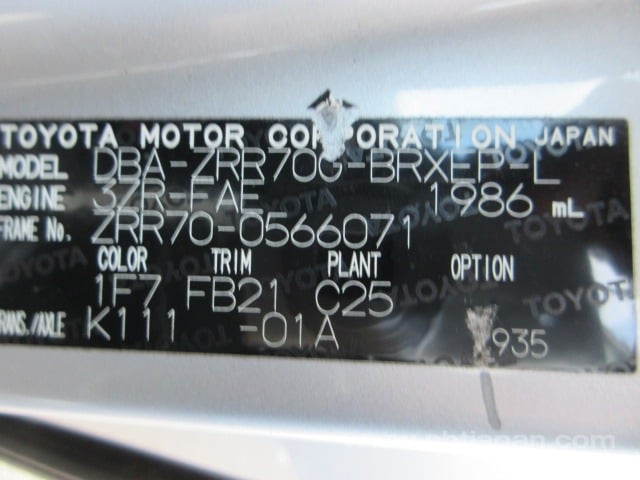 TOYOTA MOTOR CORPORATION JAPAN
MODEL DBA-ZRR70G-BRXEP-L
ENGINE 3ZR-FAE 1986 mL
FRAME No. ZRR70-0566071
COLOR TRIM PLANT OPTION
1F7 FB21 C25
TRANS./AXLE K111 -01A 935